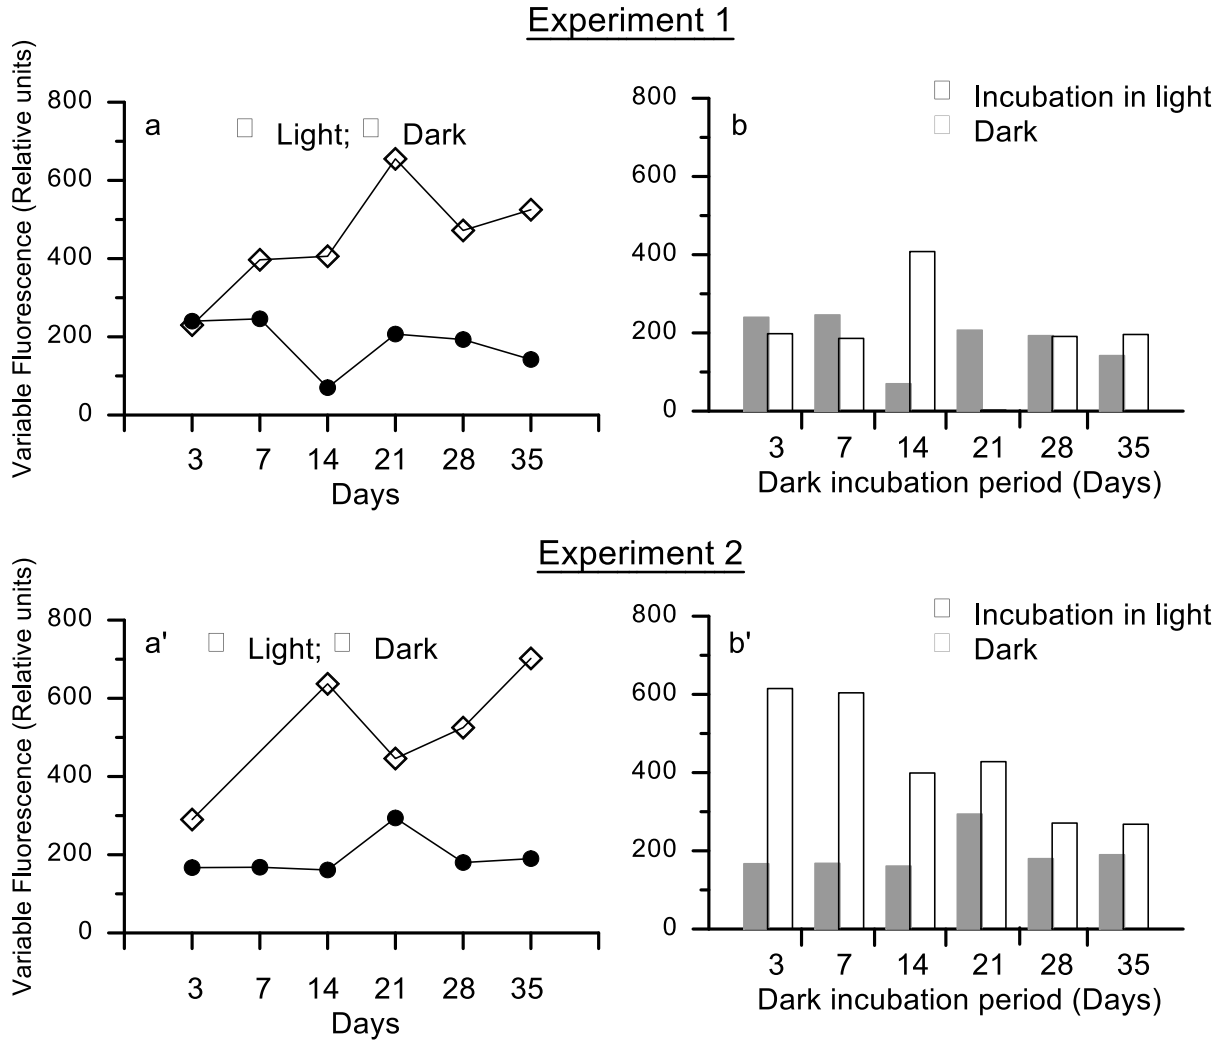 Experiment 1
Variable Fluorescence (Relative units)
800
600
400
200
0
a
Light; Dark
3 7 14 21 28 35
Days
800
600
400
200
0
b
Incubation in light
Dark
3 7 14 21 28 35
Dark incubation period (Days)
Experiment 2
Variable Fluorescence (Relative units)
800
600
400
200
0
a'
Light; Dark
3 7 14 21 28 35
Days
800
600
400
200
0
b'
Incubation in light
Dark
3 7 14 21 28 35
Dark incubation period (Days)